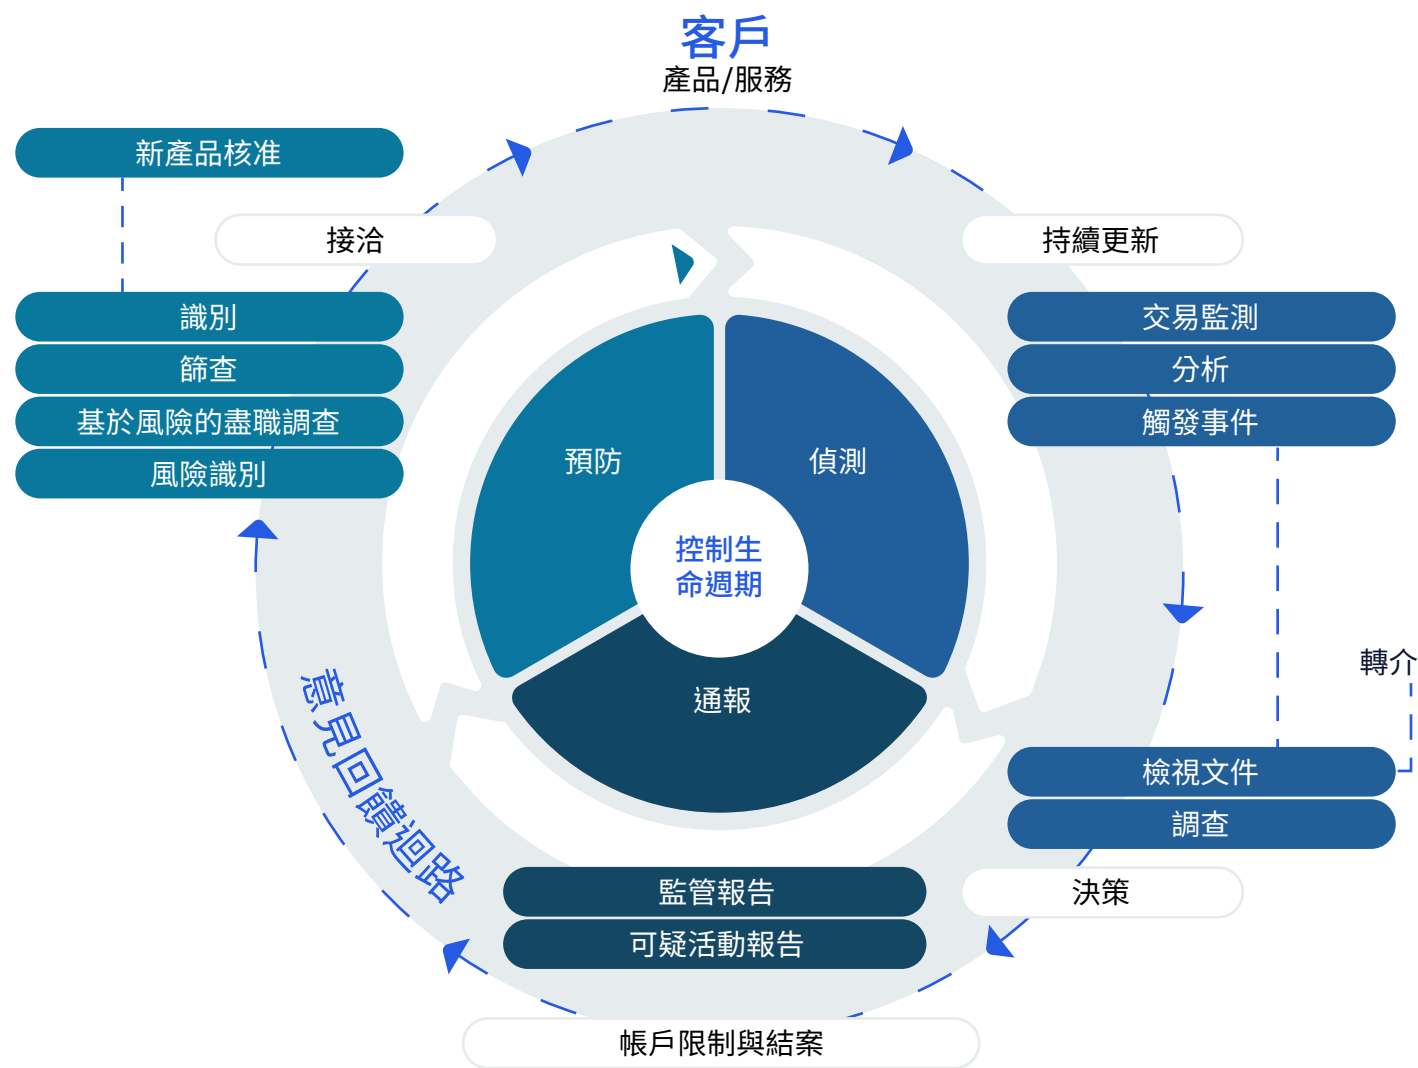 客戶
產品/服務
新產品核准
接洽
持續更新
識別
篩查
基於風險的盡職調查
風險識別
交易監測
分析
觸發事件
預防
偵測
控制生
命週期
通報
轉介
意見回饋迴路
檢視文件
調查
決策
監管報告
可疑活動報告
帳戶限制與結案